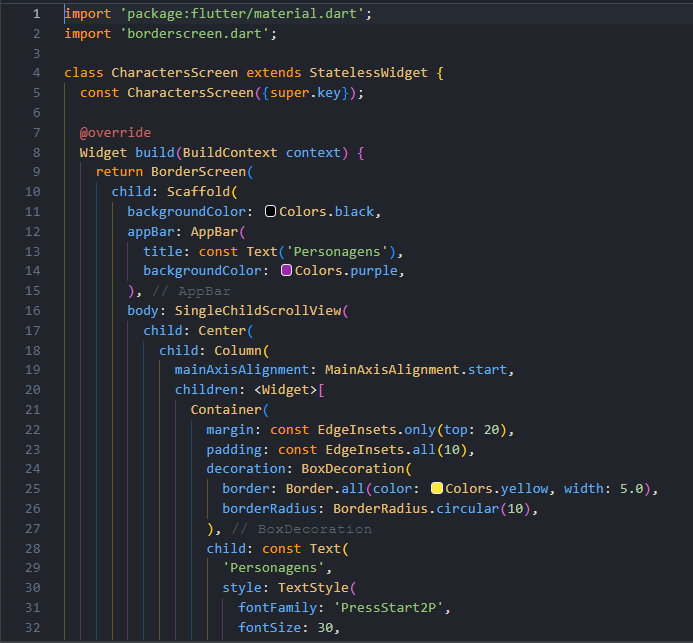 1 import 'package:flutter/material.dart';
2 import 'borderscreen.dart';
3
4 class CharactersScreen extends StatelessWidget {
5 const CharactersScreen({super.key});
6
7 @override
8 Widget build(BuildContext context) {
9 return BorderScreen(
10 child: Scaffold(
11 backgroundColor: Colors.black,
12 appBar: AppBar(
13 title: const Text('Personagens'),
14 backgroundColor: Colors.purple,
15 ), // AppBar
16 body: SingleChildScrollView(
17 child: Center(
18 child: Column(
19 mainAxisAlignment: MainAxisAlignment.start,
20 children: <Widget>[
21 Container(
22 margin: const EdgeInsets.only(top: 20),
23 padding: const EdgeInsets.all(10),
24 decoration: BoxDecoration(
25 border: Border.all(color: Colors.yellow, width: 5.0),
26 borderRadius: BorderRadius.circular(10),
27 ), // BoxDecoration
28 child: const Text(
29 'Personagens',
30 style: TextStyle(
31 fontFamily: 'PressStart2P',
32 fontSize: 30,